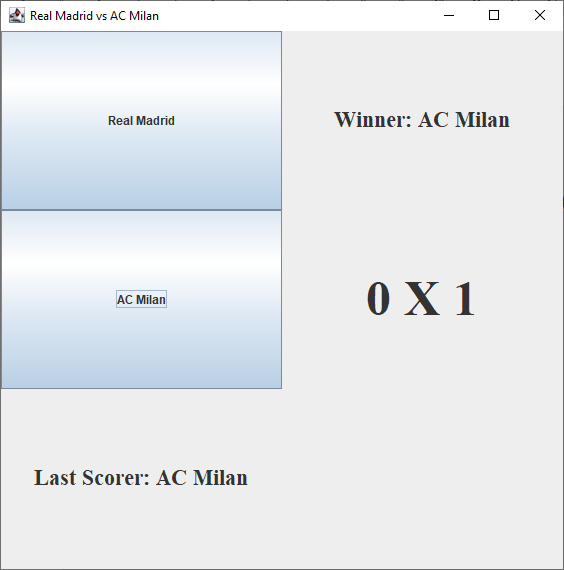 Real Madrid vs AC Milan
Real Madrid
Winner: AC Milan
AC Milan
0 X 1
Last Scorer: AC Milan